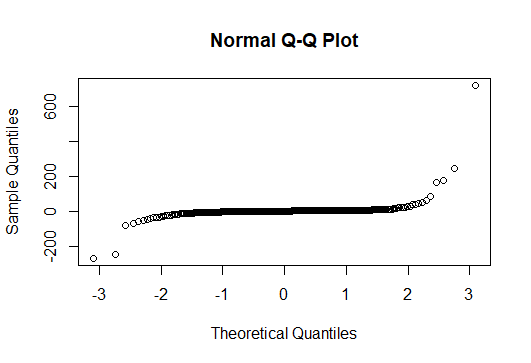 Normal Q-Q Plot
Sample Quantiles
600
200
0
-200
-3 -2 -1 0 1 2 3
Theoretical Quantiles